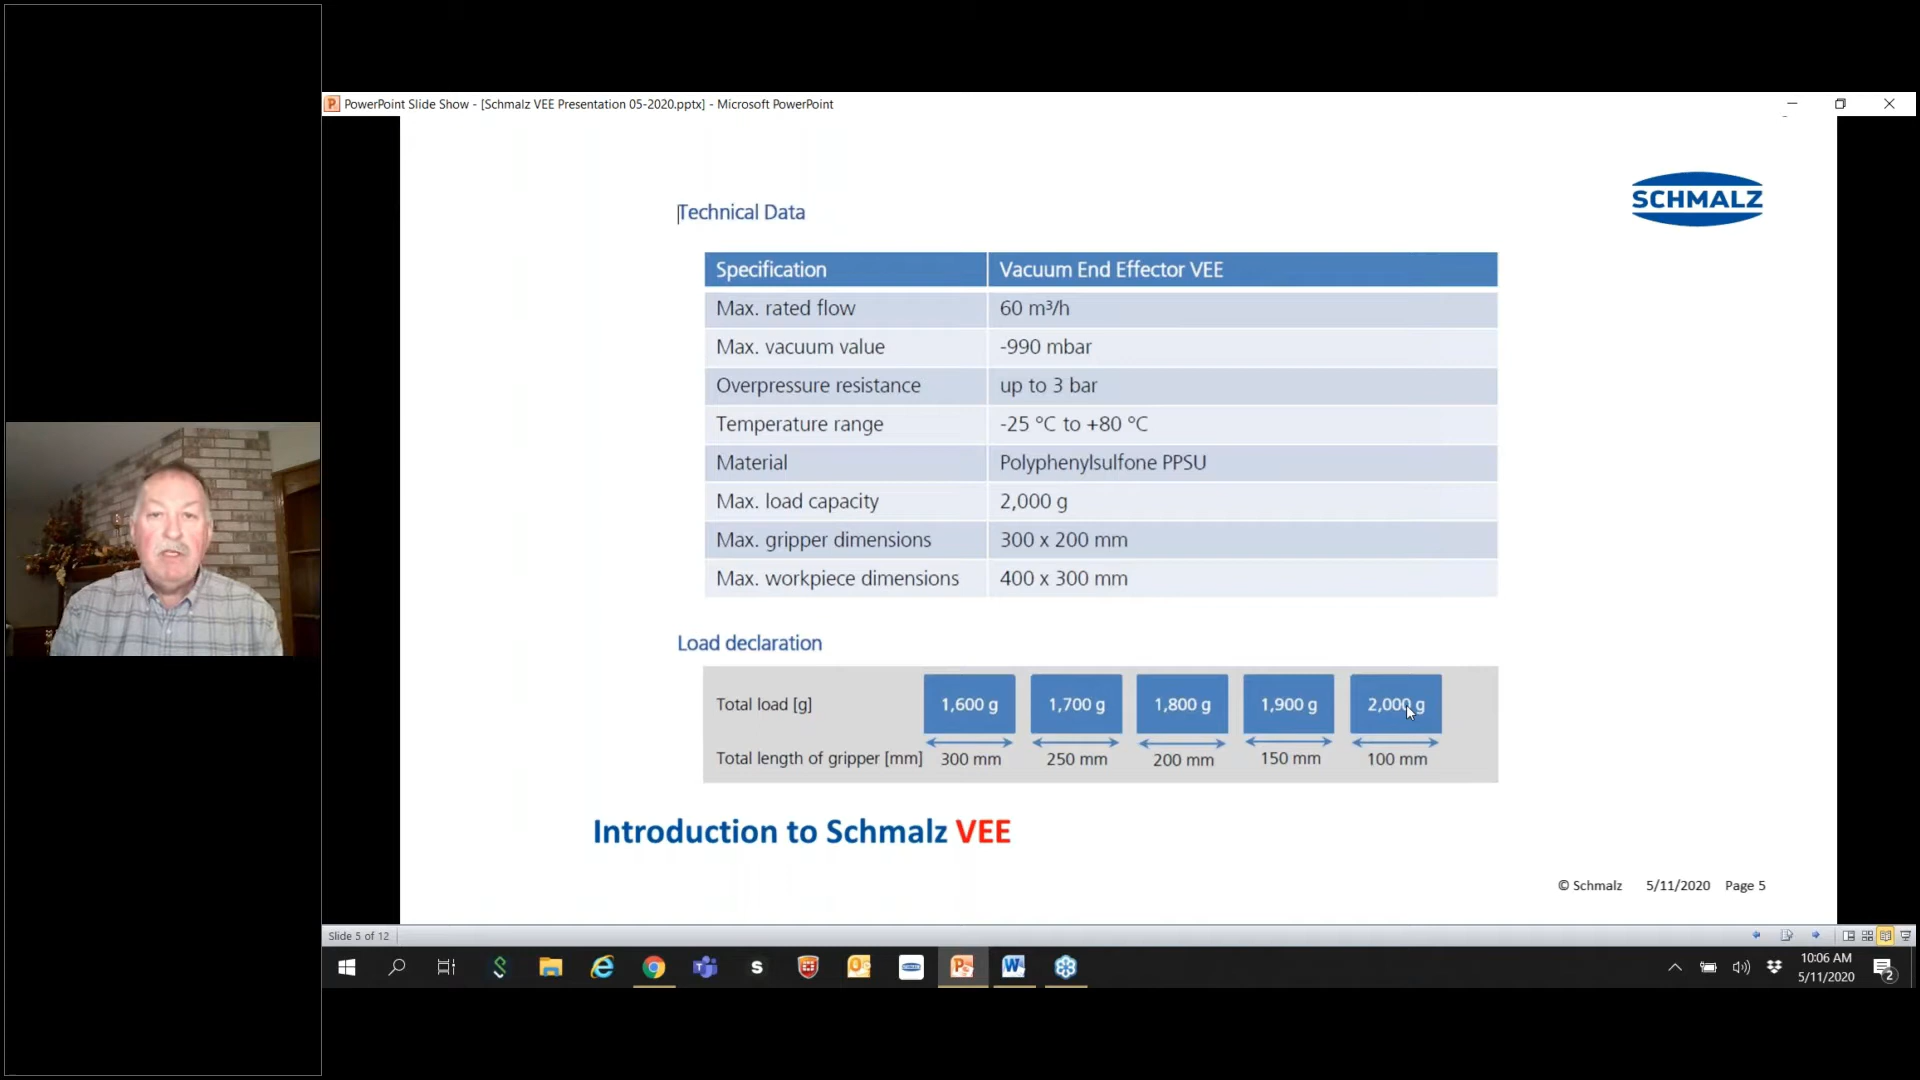 PowerPoint Slide Show - [Schmalz VEE Presentation 05-2020.pptx] - Microsoft PowerPoint
SCHMALZ
Technical Data
Specification Vacuum End Effector VEE
Max. rated flow 60 m³/h
Max. vacuum value -990 mbar
Overpressure resistance up to 3 bar
Temperature range -25 °C to +80 °C
Material Polyphenylsulfone PPSU
Max. load capacity 2,000 g
Max. gripper dimensions 300 x 200 mm
Max. workpiece dimensions 400 x 300 mm
Load declaration
Total load [g] 1,600 g 1,700 g 1,800 g 1,900 g 2,000 g
Total length of gripper [mm] 300 mm 250 mm 200 mm 150 mm 100 mm
Introduction to Schmalz VEE
© Schmalz 5/11/2020 Page 5
Slide 5 of 12
10:06 AM
5/11/2020
2